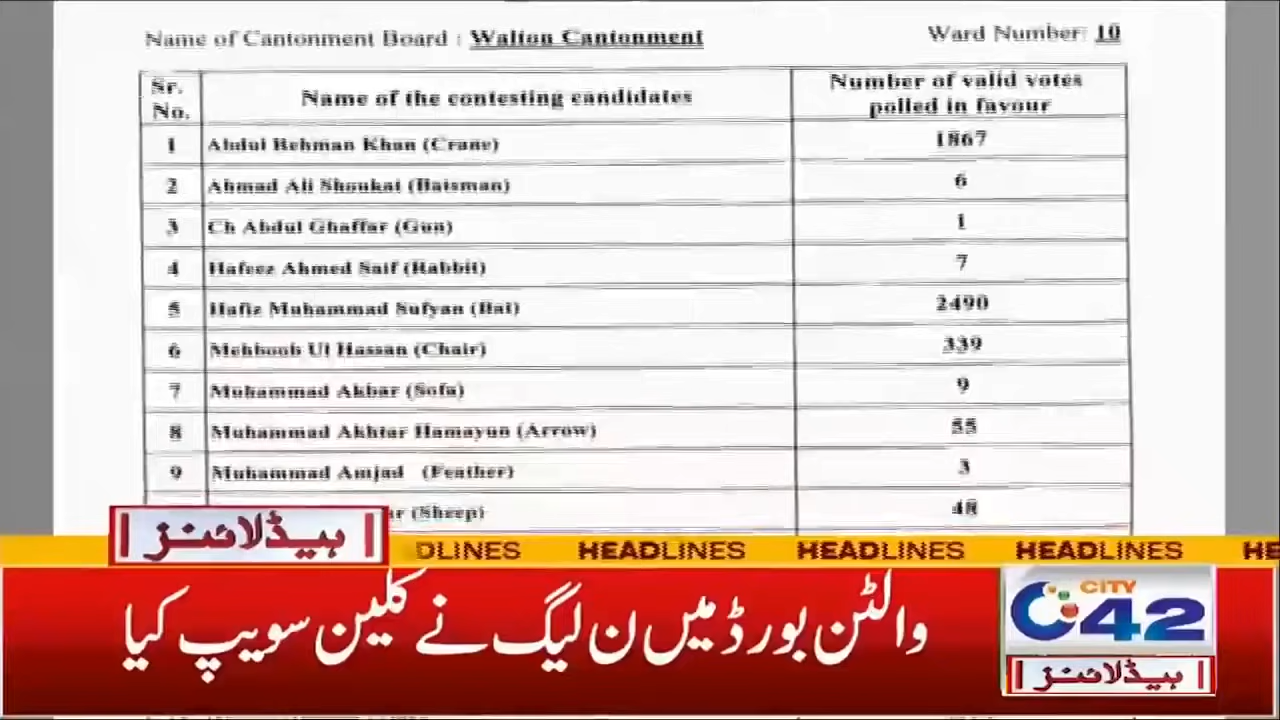 Name of Cantonment Board : Walton Cantonment
Ward Number: 10
Sr. No. Name of the contesting candidates Number of valid votes polled in favour
1 Abdul Rehman Khan (Crane) 1867
2 Ahmad Ali Shoukat (Batsman) 6
3 Ch Abdul Ghaffar (Gun) 1
4 Hafeez Ahmed Saif (Rabbit) 7
5 Hafiz Muhammad Sufyan (Bat) 2490
6 Mehboob Ul Hassan (Chair) 339
7 Muhammad Akbar (Sofa) 9
8 Muhammad Akhtar Hamayun (Arrow) 55
9 Muhammad Amjad (Feather) 3
ar (Sheep) 48
ہیڈلائنز
DLINES HEADLINES HEADLINES HEADLINES HE
والٹن بورڈ میں ن لیگ نے کلین سویپ کیا
CITY
42
ہیڈلائنز